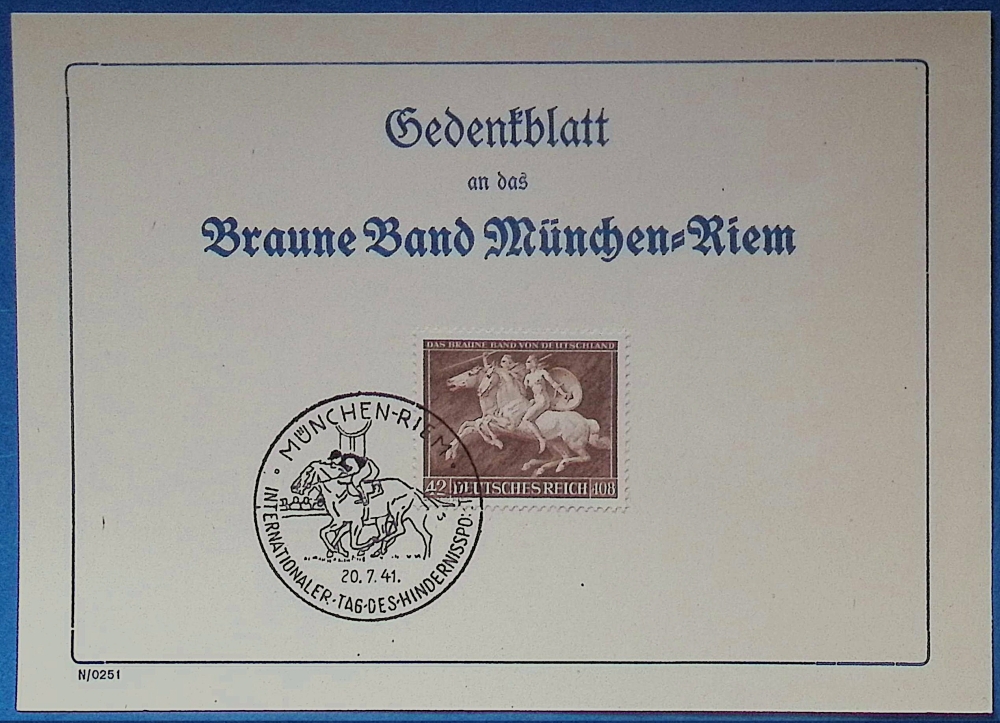 Gedenkblatt
an das
Braune Band München-Riem
DAS BRAUNE BAND VON DEUTSCHLAND
42 DEUTSCHES REICH 108
MÜNCHEN-RIEM
20.7.41.
INTERNATIONALER·TAG·DES·HINDERNISSPORTS
N/0251